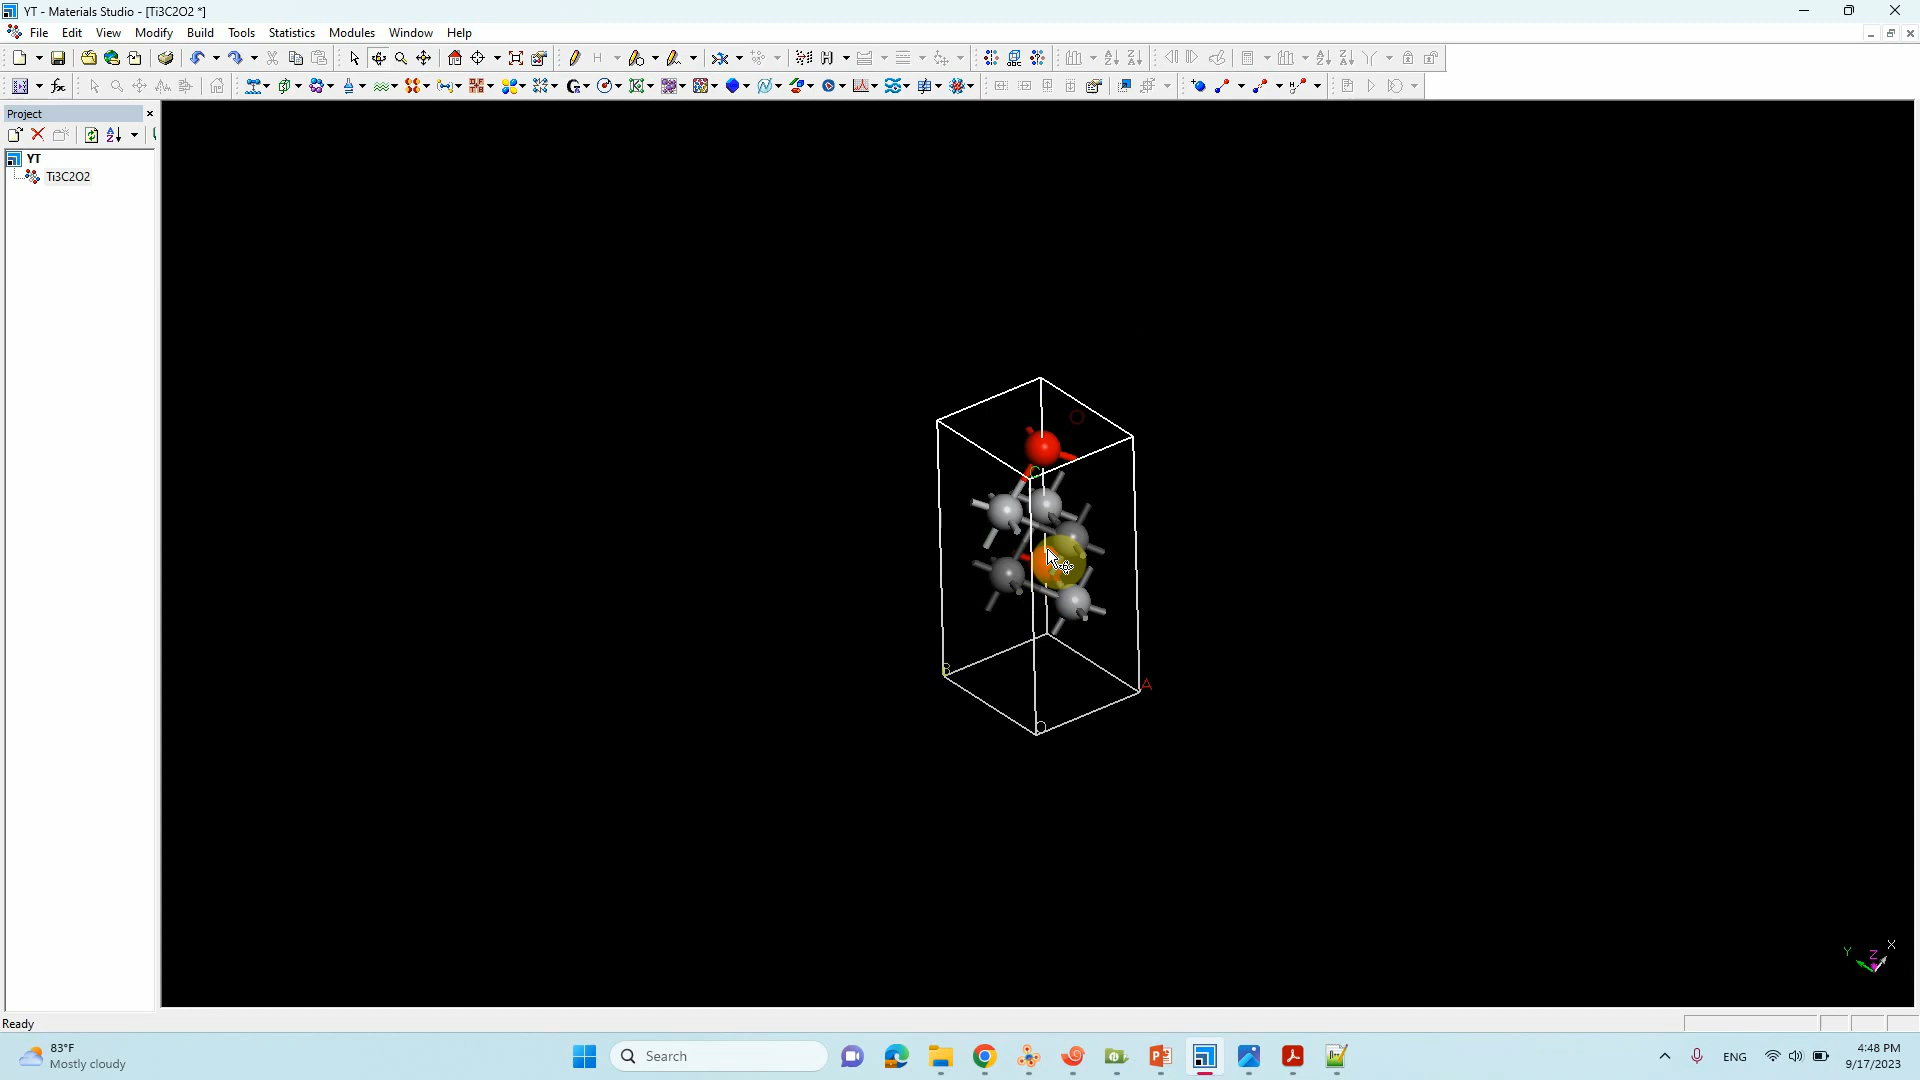 YT - Materials Studio - [Ti3C2O2 *]
File Edit View Modify Build Tools Statistics Modules Window Help
Project
YT
Ti3C2O2
C
B
A
O
X
Y
Z
Ready
83°F
Mostly cloudy
Search
ENG
4:48 PM
9/17/2023